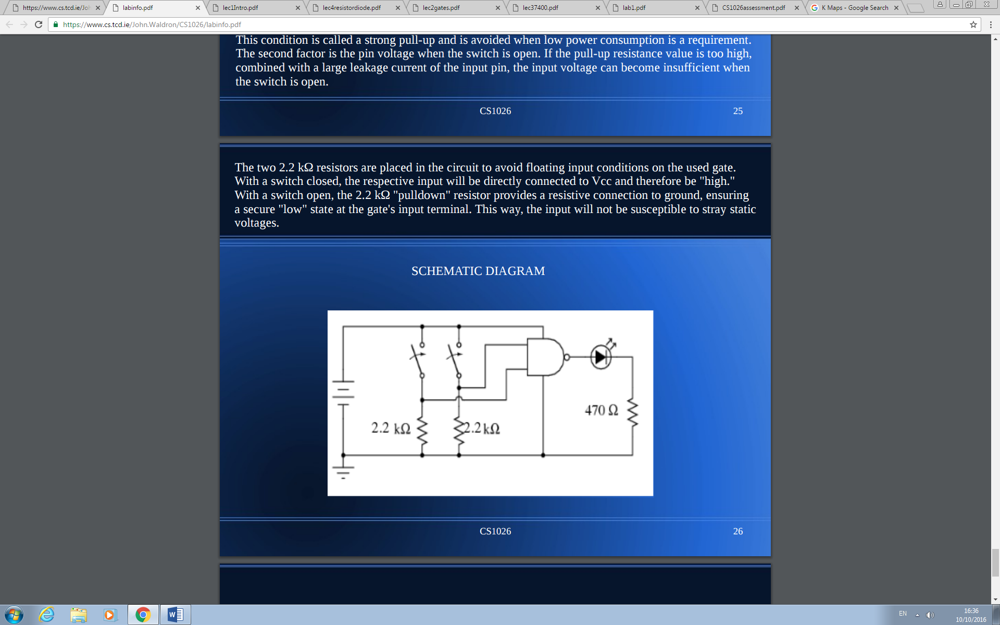 https://www.cs.tcd.ie/Joh
labinfo.pdf
lec1Intro.pdf
lec4resistordiode.pdf
lec2gates.pdf
lec37400.pdf
lab1.pdf
CS1026assessment.pdf
K Maps - Google Search
https://www.cs.tcd.ie/John.Waldron/CS1026/labinfo.pdf
This condition is called a strong pull-up and is avoided when low power consumption is a requirement.
The second factor is the pin voltage when the switch is open. If the pull-up resistance value is too high,
combined with a large leakage current of the input pin, the input voltage can become insufficient when
the switch is open.
CS1026
25
The two 2.2 kΩ resistors are placed in the circuit to avoid floating input conditions on the used gate.
With a switch closed, the respective input will be directly connected to Vcc and therefore be "high."
With a switch open, the 2.2 kΩ "pulldown" resistor provides a resistive connection to ground, ensuring
a secure "low" state at the gate's input terminal. This way, the input will not be susceptible to stray static
voltages.
SCHEMATIC DIAGRAM
470 Ω
2.2 kΩ
2.2 kΩ
CS1026
26
EN
16:36
10/10/2016